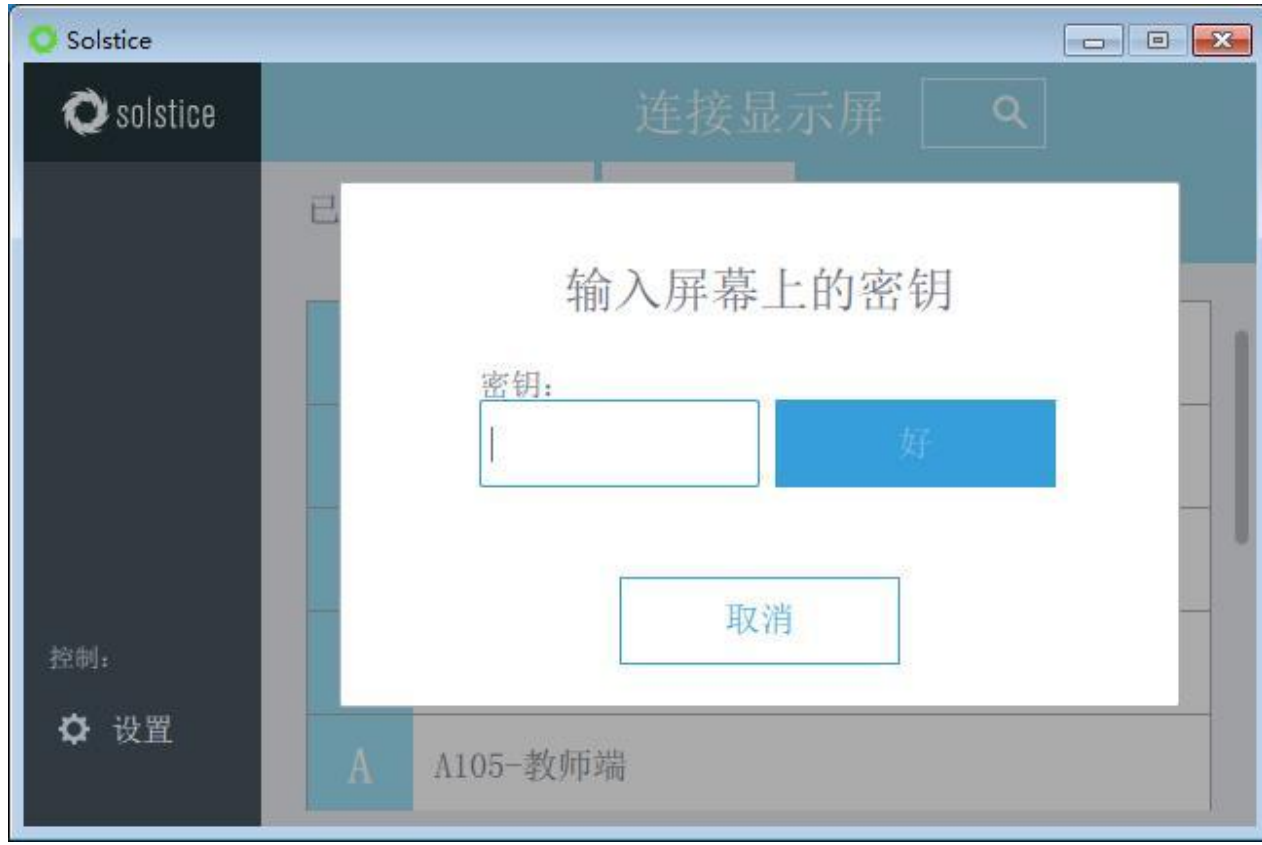 Solstice
solstice
连接显示屏
已
输入屏幕上的密钥
密钥：
好
取消
控制：
设置
A
A105-教师端